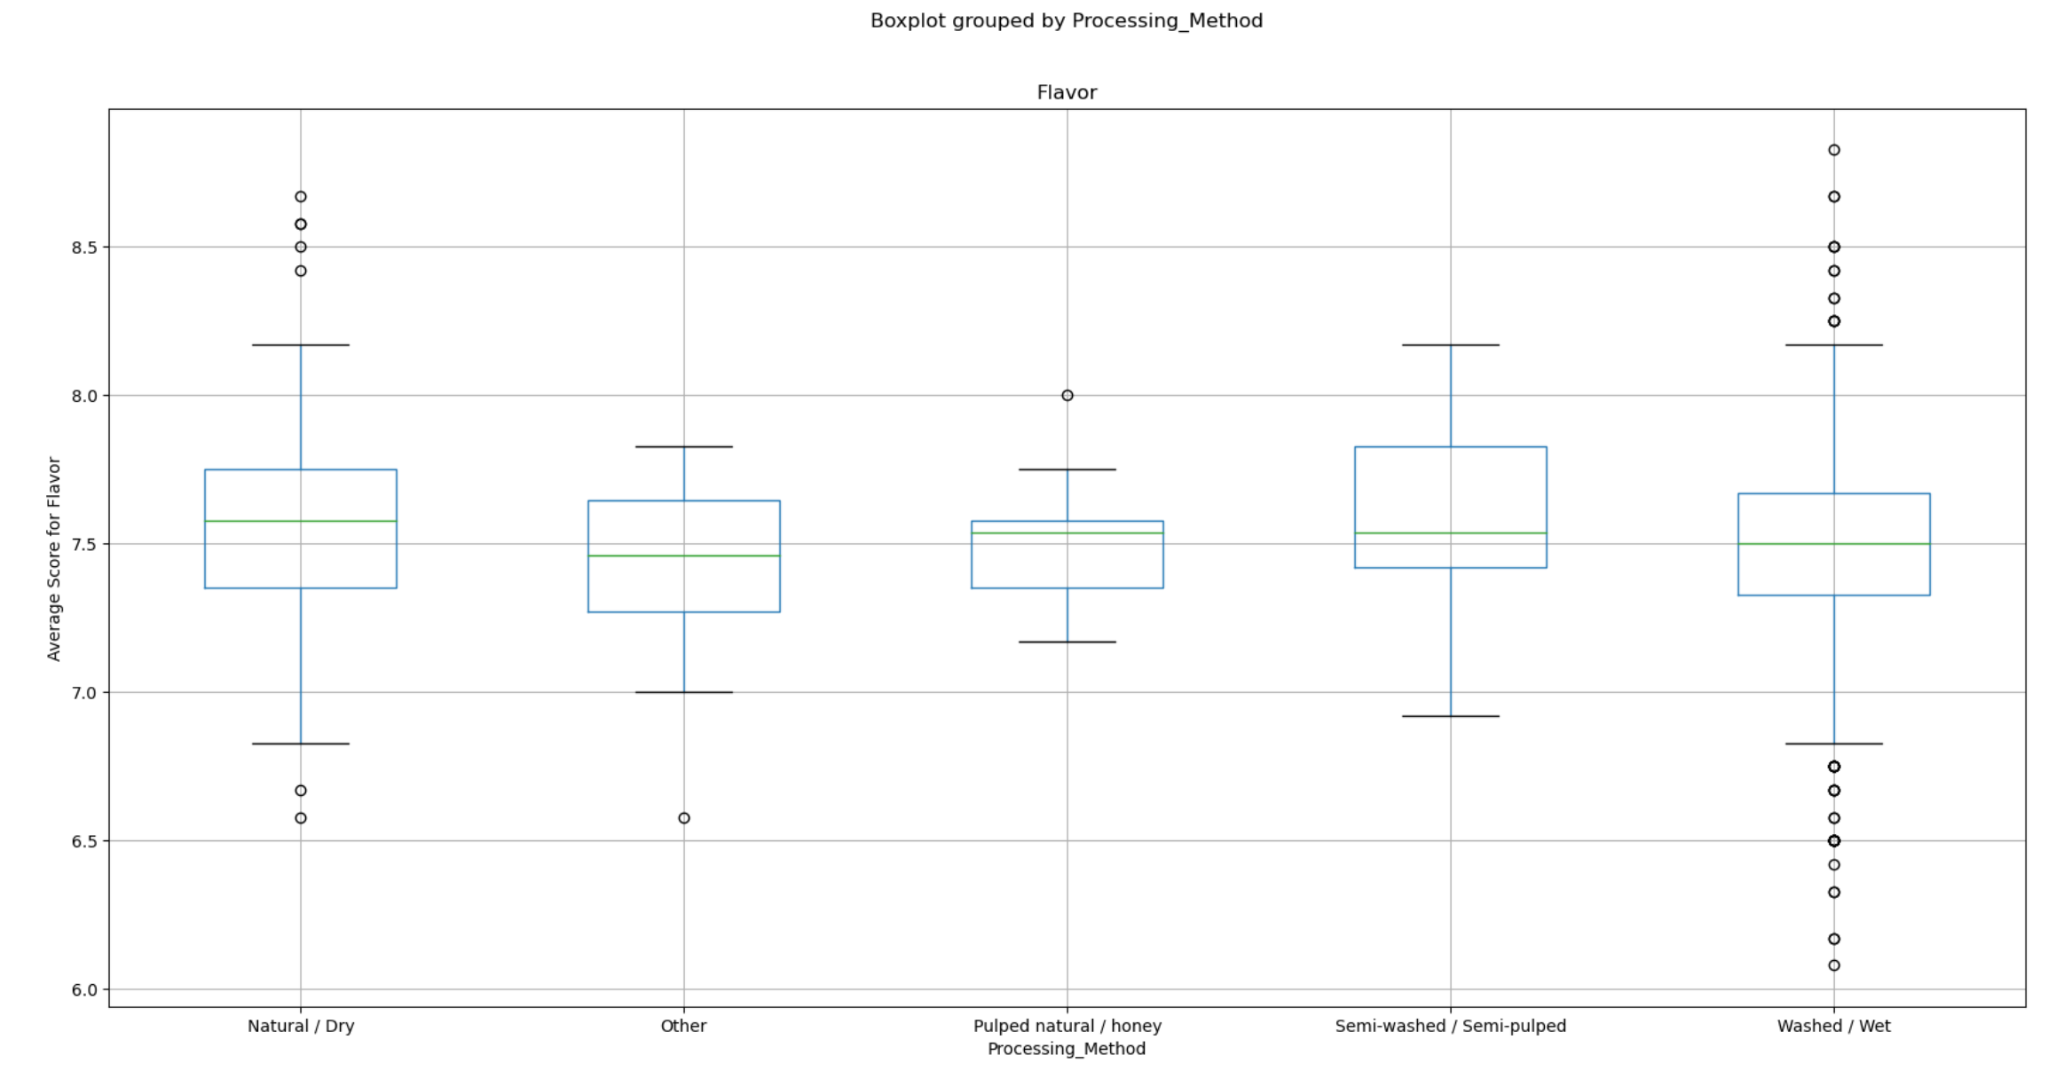 Boxplot grouped by Processing_Method
Flavor
Average Score for Flavor
8.5
8.0
7.5
7.0
6.5
6.0
Natural / Dry
Other
Pulped natural / honey
Semi-washed / Semi-pulped
Washed / Wet
Processing_Method